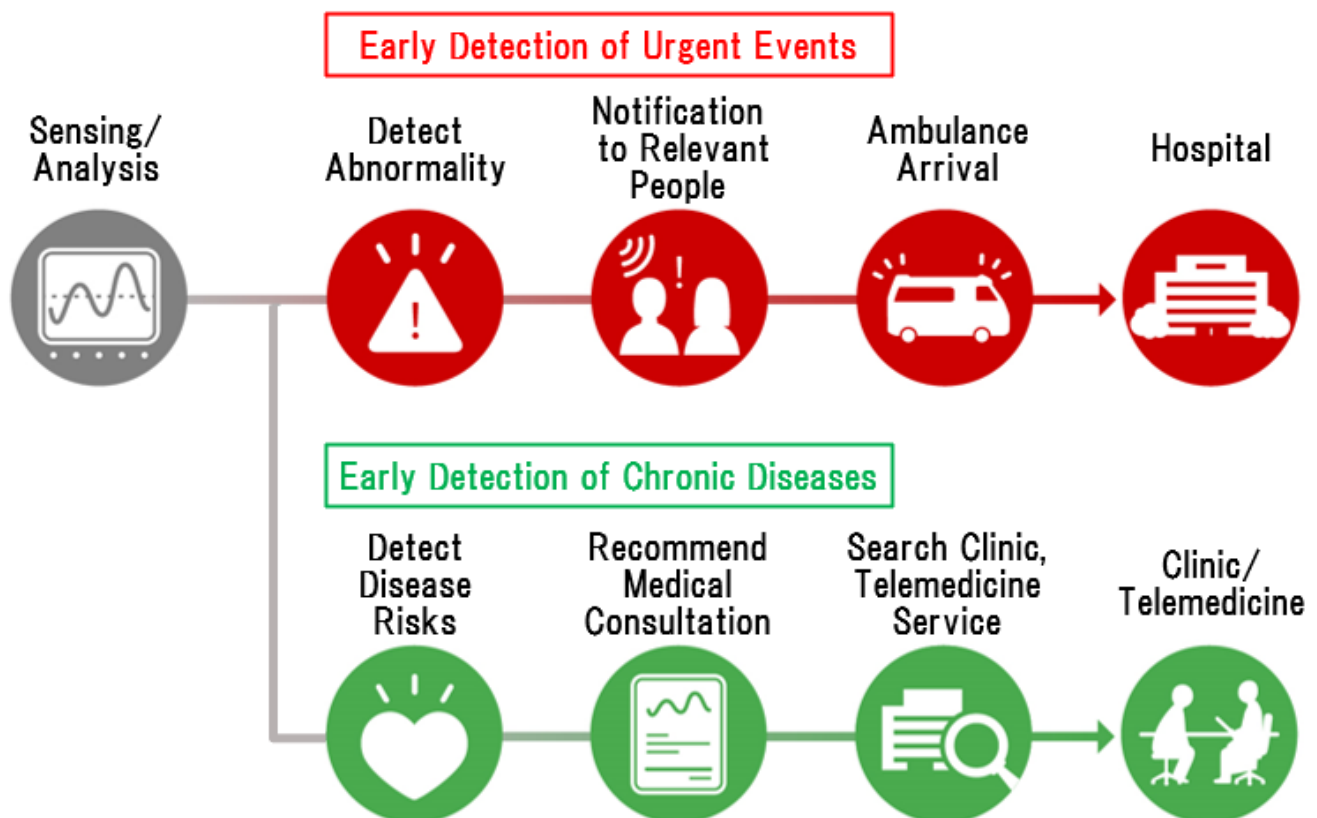 Early Detection of Urgent Events
Sensing/
Analysis
Detect
Abnormality
Notification
to Relevant
People
Ambulance
Arrival
Hospital
!
!
Early Detection of Chronic Diseases
Detect
Disease
Risks
Recommend
Medical
Consultation
Search Clinic,
Telemedicine
Service
Clinic/
Telemedicine